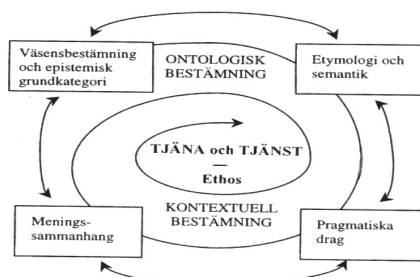 Väsensbestämning
och epistemisk
grundkategori
ONTOLOGISK
BESTÄMNING
Etymologi och
semantik
TJÄNA och TJÄNST
—
Ethos
Menings-
sammanhang
KONTEXTUELL
BESTÄMNING
Pragmatiska
drag